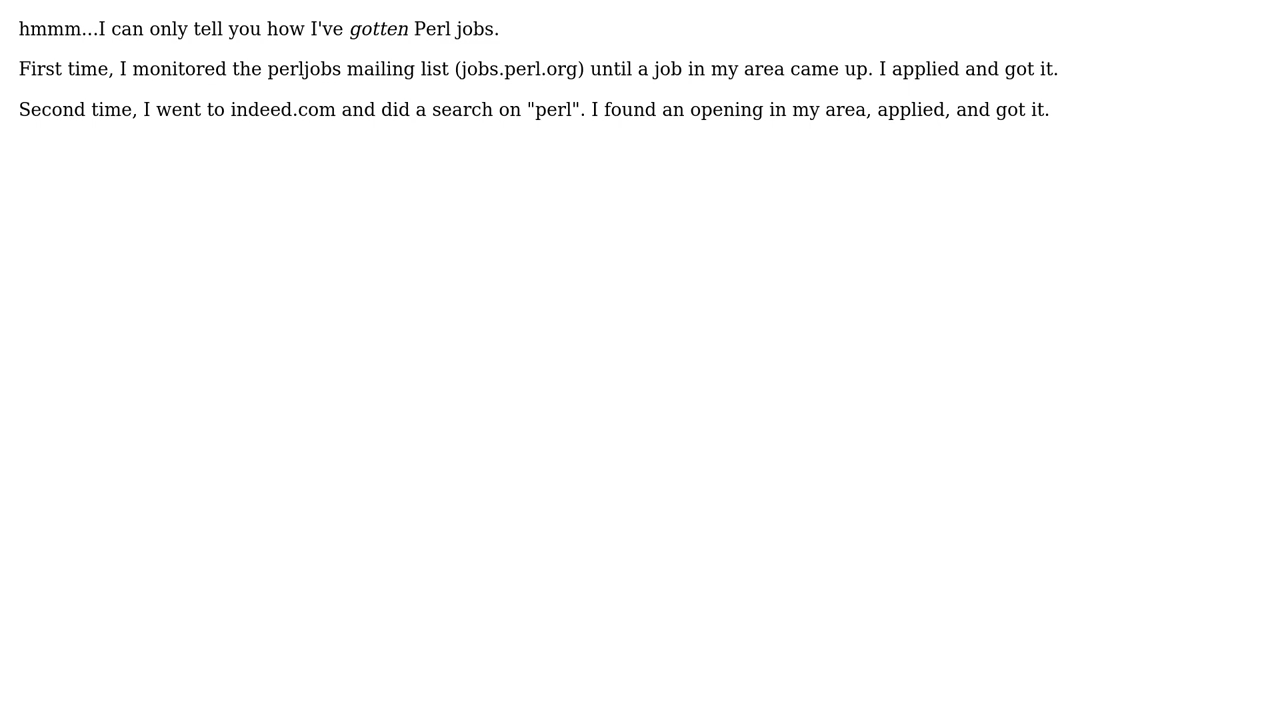 hmmm...I can only tell you how I've gotten Perl jobs.
First time, I monitored the perljobs mailing list (jobs.perl.org) until a job in my area came up. I applied and got it.
Second time, I went to indeed.com and did a search on "perl". I found an opening in my area, applied, and got it.